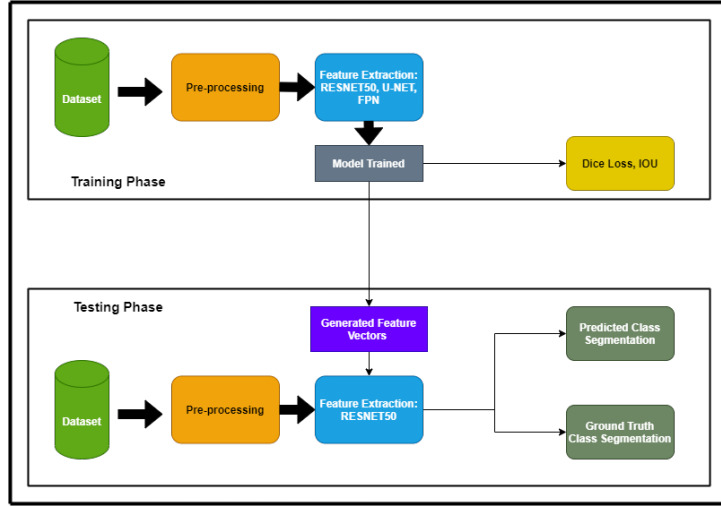 Dataset
Pre-processing
Feature Extraction:
RESNET50, U-NET,
FPN
Model Trained
Dice Loss, IOU
Training Phase
Testing Phase
Generated Feature
Vectors
Predicted Class
Segmentation
Dataset
Pre-processing
Feature Extraction:
RESNET50
Ground Truth
Class Segmentation